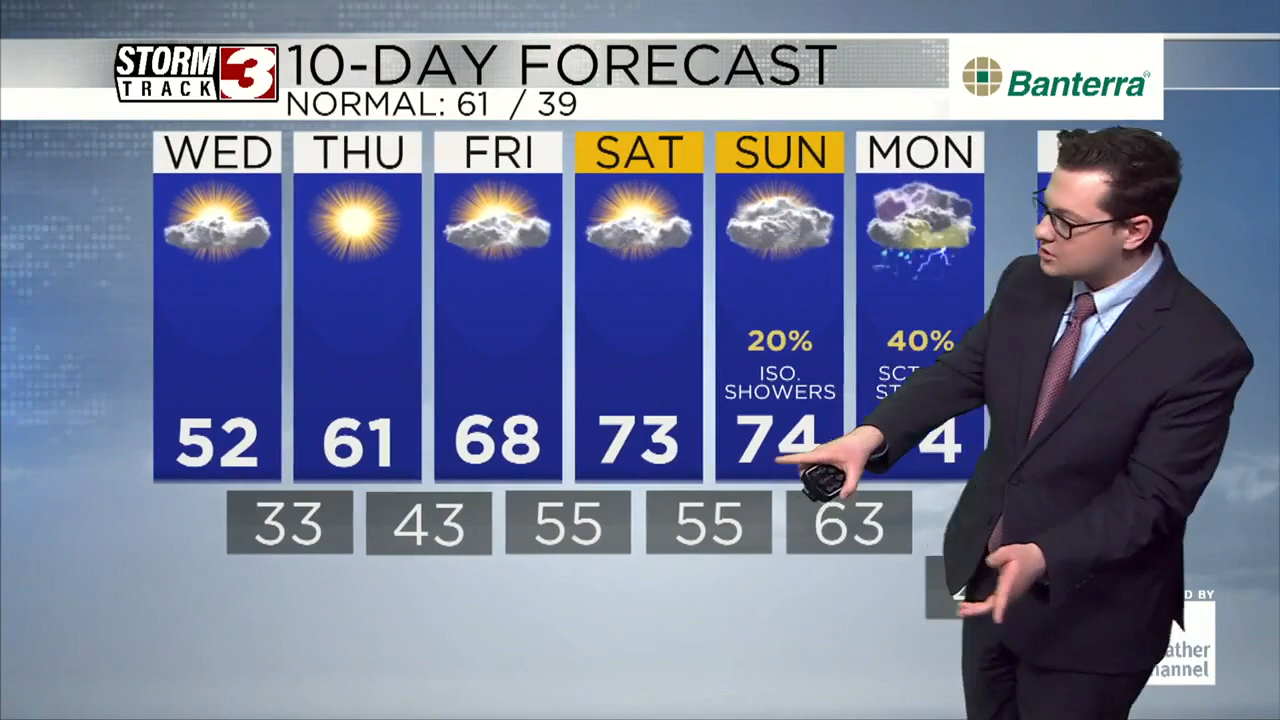 STORM
TRACK 3
10-DAY FORECAST
NORMAL: 61 / 39
Banterra
WED THU FRI SAT SUN MON
20% 40%
ISO.
SHOWERS
52 61 68 73 74
33 43 55 55 63